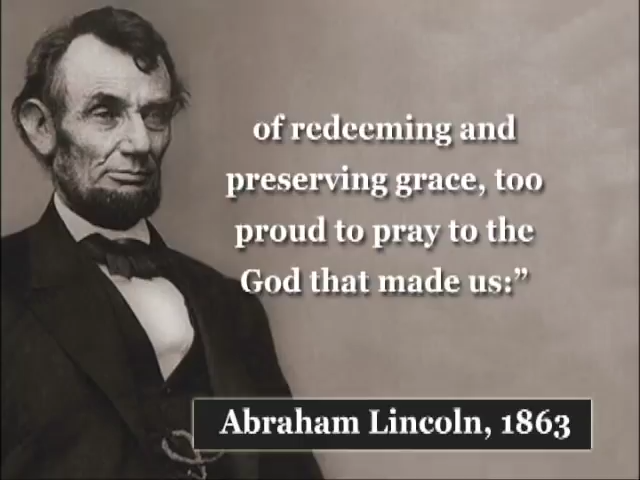 of redeeming and
preserving grace, too
proud to pray to the
God that made us:”
Abraham Lincoln, 1863